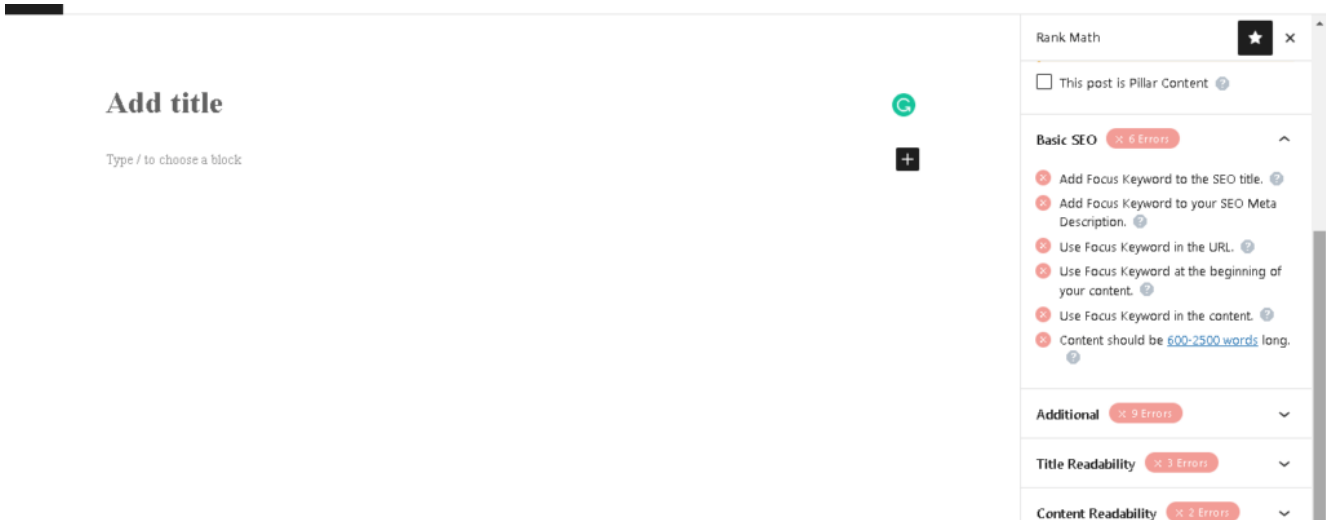 Add title
Type / to choose a block
Rank Math
This post is Pillar Content
Basic SEO × 6 Errors
Add Focus Keyword to the SEO title.
Add Focus Keyword to your SEO Meta
Description.
Use Focus Keyword in the URL.
Use Focus Keyword at the beginning of
your content.
Use Focus Keyword in the content.
Content should be 600-2500 words long.
Additional × 9 Errors
Title Readability × 3 Errors
Content Readability × 2 Errors